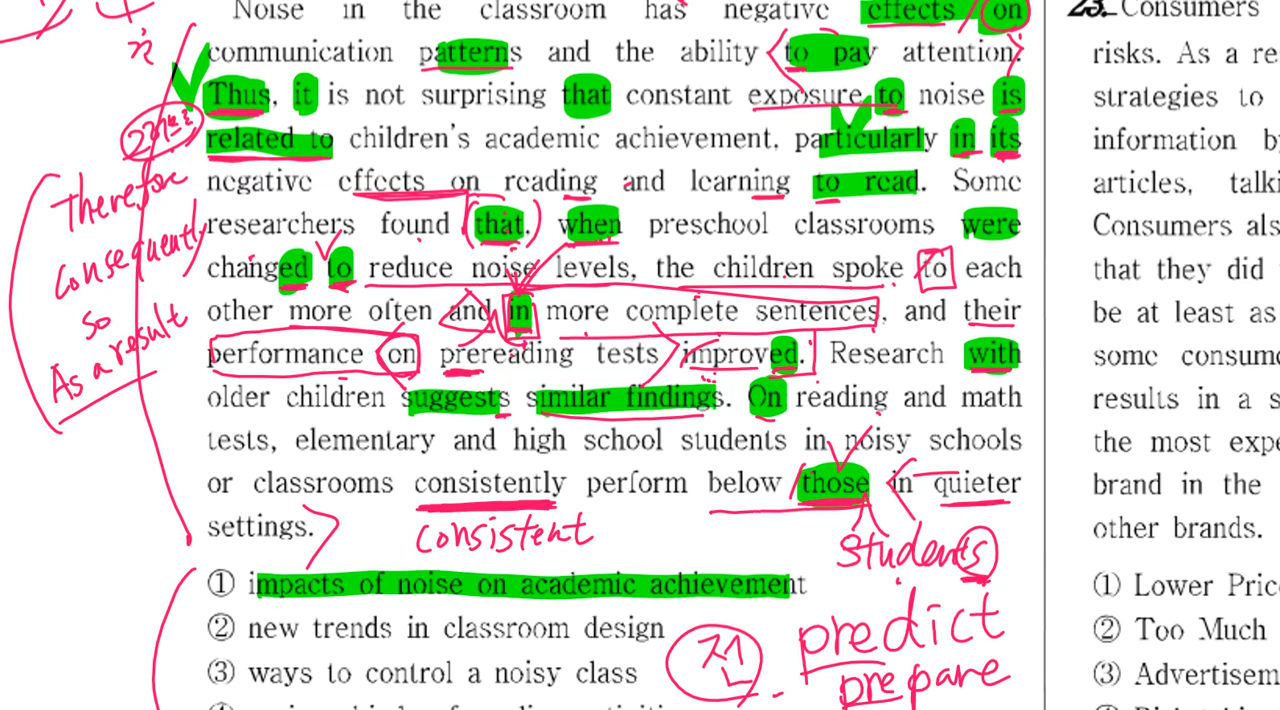 Noise in the classroom has negative effects on
communication patterns and the ability to pay attention.
Thus, it is not surprising that constant exposure to noise is
related to children's academic achievement, particularly in its
negative effects on reading and learning to read. Some
researchers found that, when preschool classrooms were
changed to reduce noise levels, the children spoke to each
other more often and in more complete sentences, and their
performance on prereading tests improved. Research with
older children suggests similar findings. On reading and math
tests, elementary and high school students in noisy schools
or classrooms consistently perform below those in quieter
settings.
① impacts of noise on academic achievement
② new trends in classroom design
③ ways to control a noisy class
Therefore
consequently
so
As a result
consistent
students
전
predict
prepare
23. Consumers
risks. As a re
strategies to
information b
articles, talki
Consumers als
that they did
be at least as
some consume
results in a s
the most expe
brand in the
other brands.
① Lower Pric
② Too Much
③ Advertisem